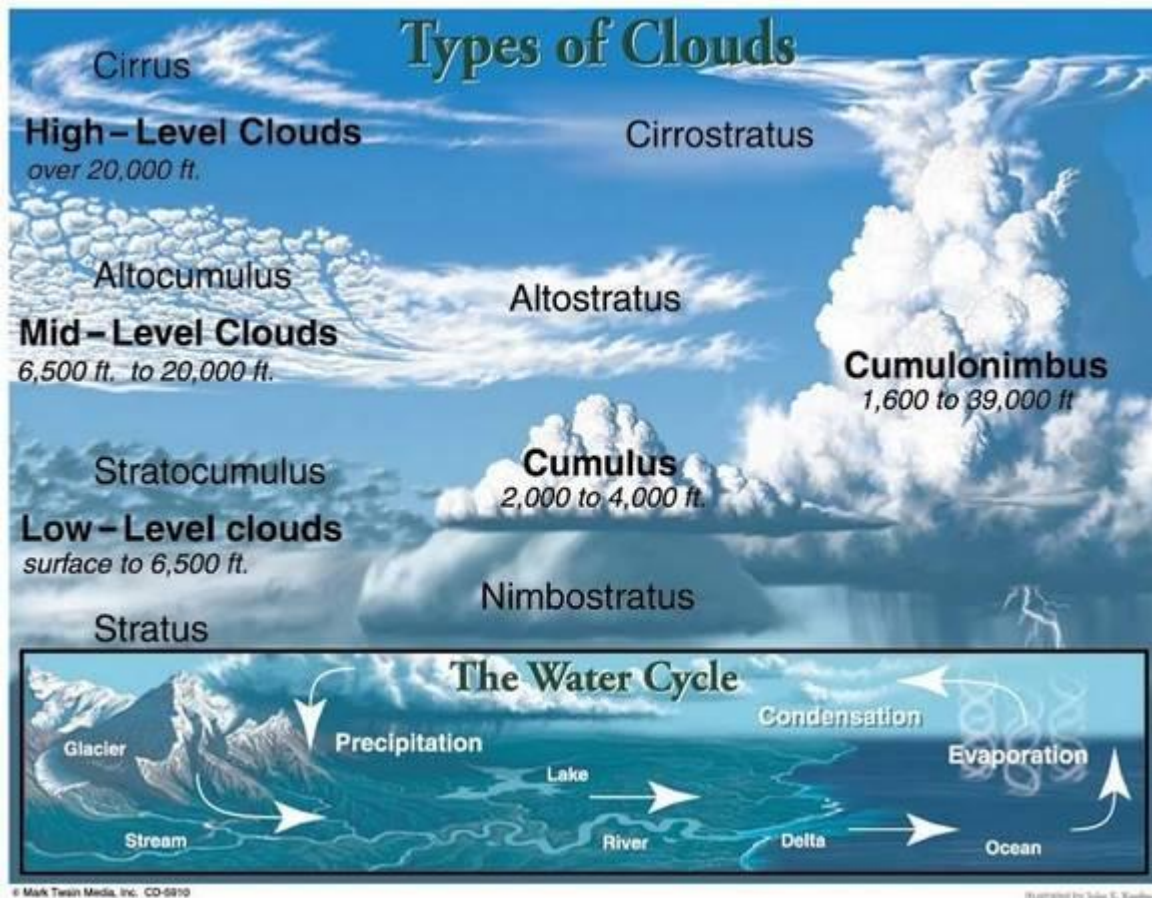 Types of Clouds
Cirrus
High–Level Clouds
over 20,000 ft.
Cirrostratus
Altocumulus
Altostratus
Mid–Level Clouds
6,500 ft. to 20,000 ft.
Cumulonimbus
1,600 to 39,000 ft
Stratocumulus
Cumulus
2,000 to 4,000 ft.
Low–Level clouds
surface to 6,500 ft.
Nimbostratus
Stratus
The Water Cycle
Glacier
Precipitation
Condensation
Evaporation
Lake
Stream
River
Delta
Ocean
© Mark Twain Media, Inc. CD-5910
Illustrated by John